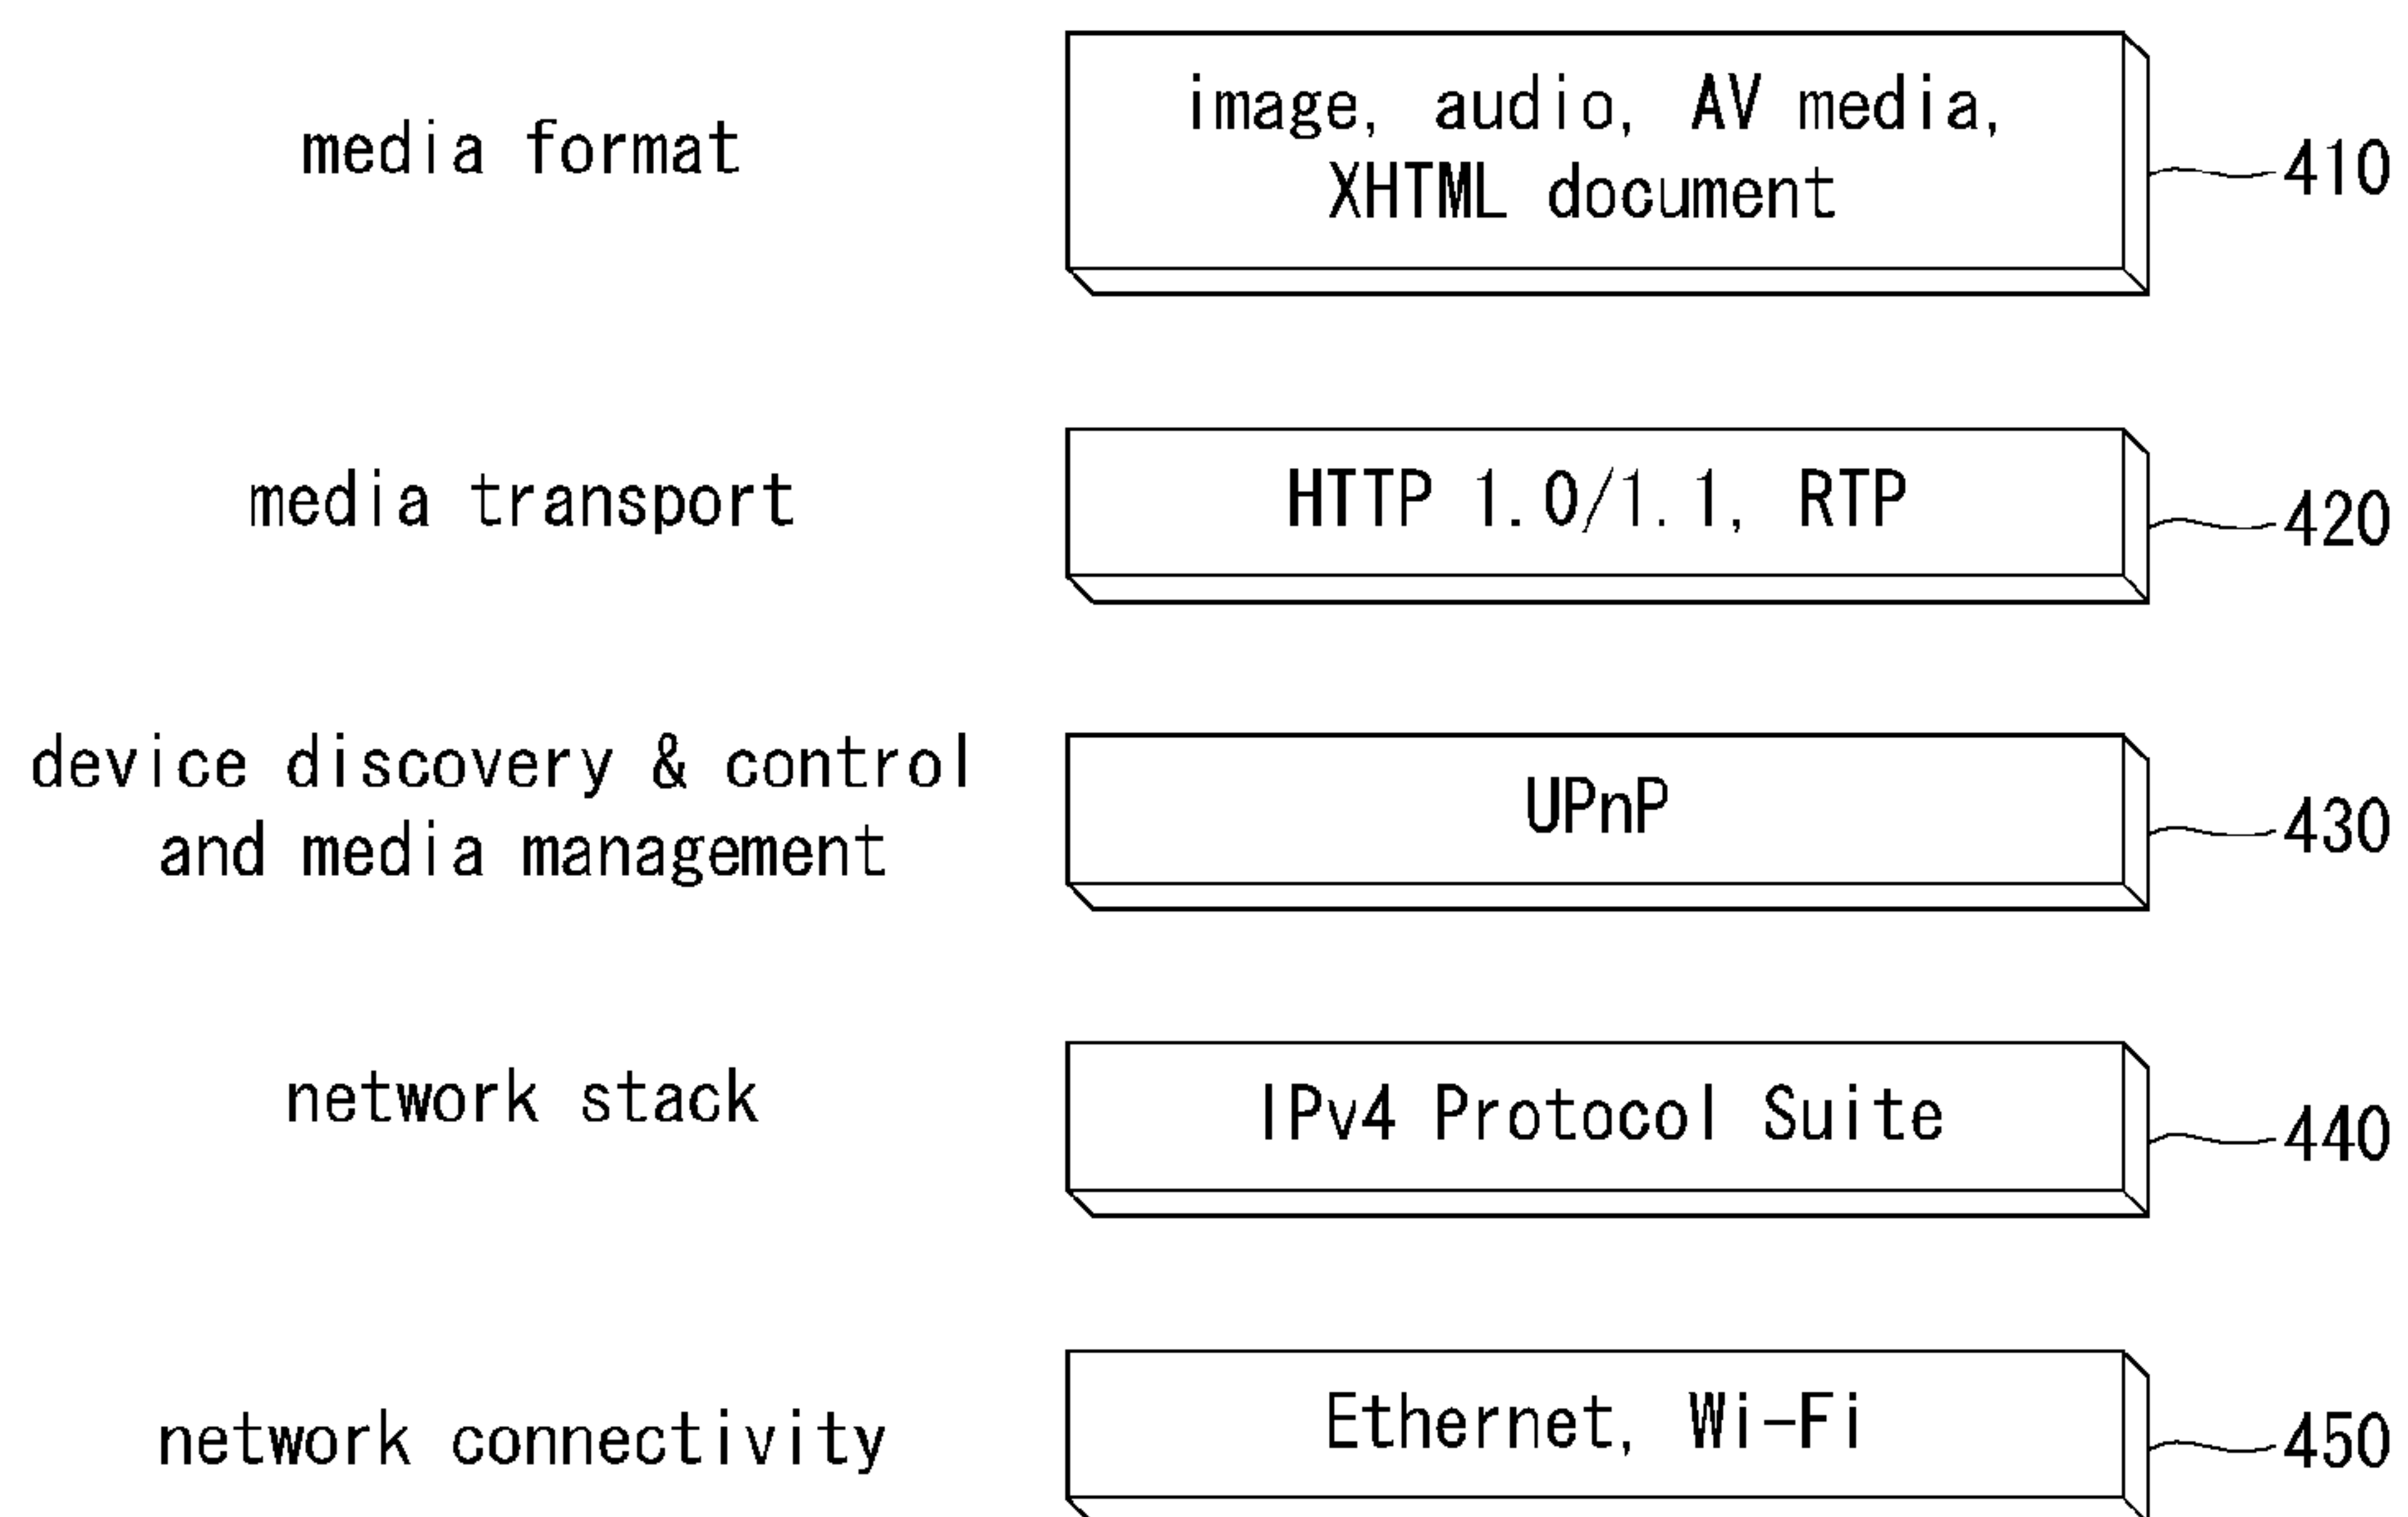 media format
image, audio, AV media,
XHTML document
410
media transport
HTTP 1.0/1.1, RTP
420
device discovery & control
and media management
UPnP
430
network stack
IPv4 Protocol Suite
440
network connectivity
Ethernet, Wi-Fi
450